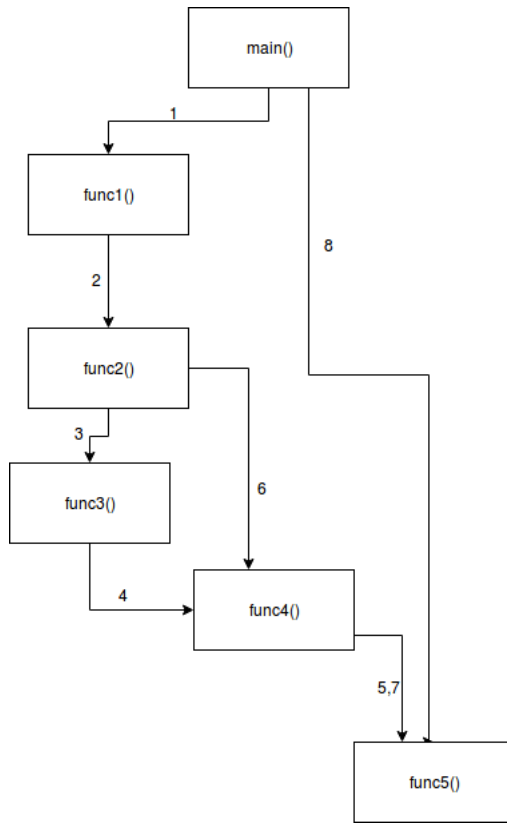 main()
1
func1()
8
2
func2()
3
6
func3()
4
func4()
5,7
func5()